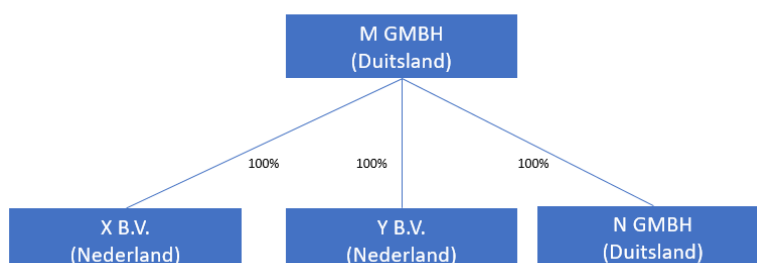 M GMBH
(Duitsland)
100%
100%
100%
X B.V.
(Nederland)
Y B.V.
(Nederland)
N GMBH
(Duitsland)